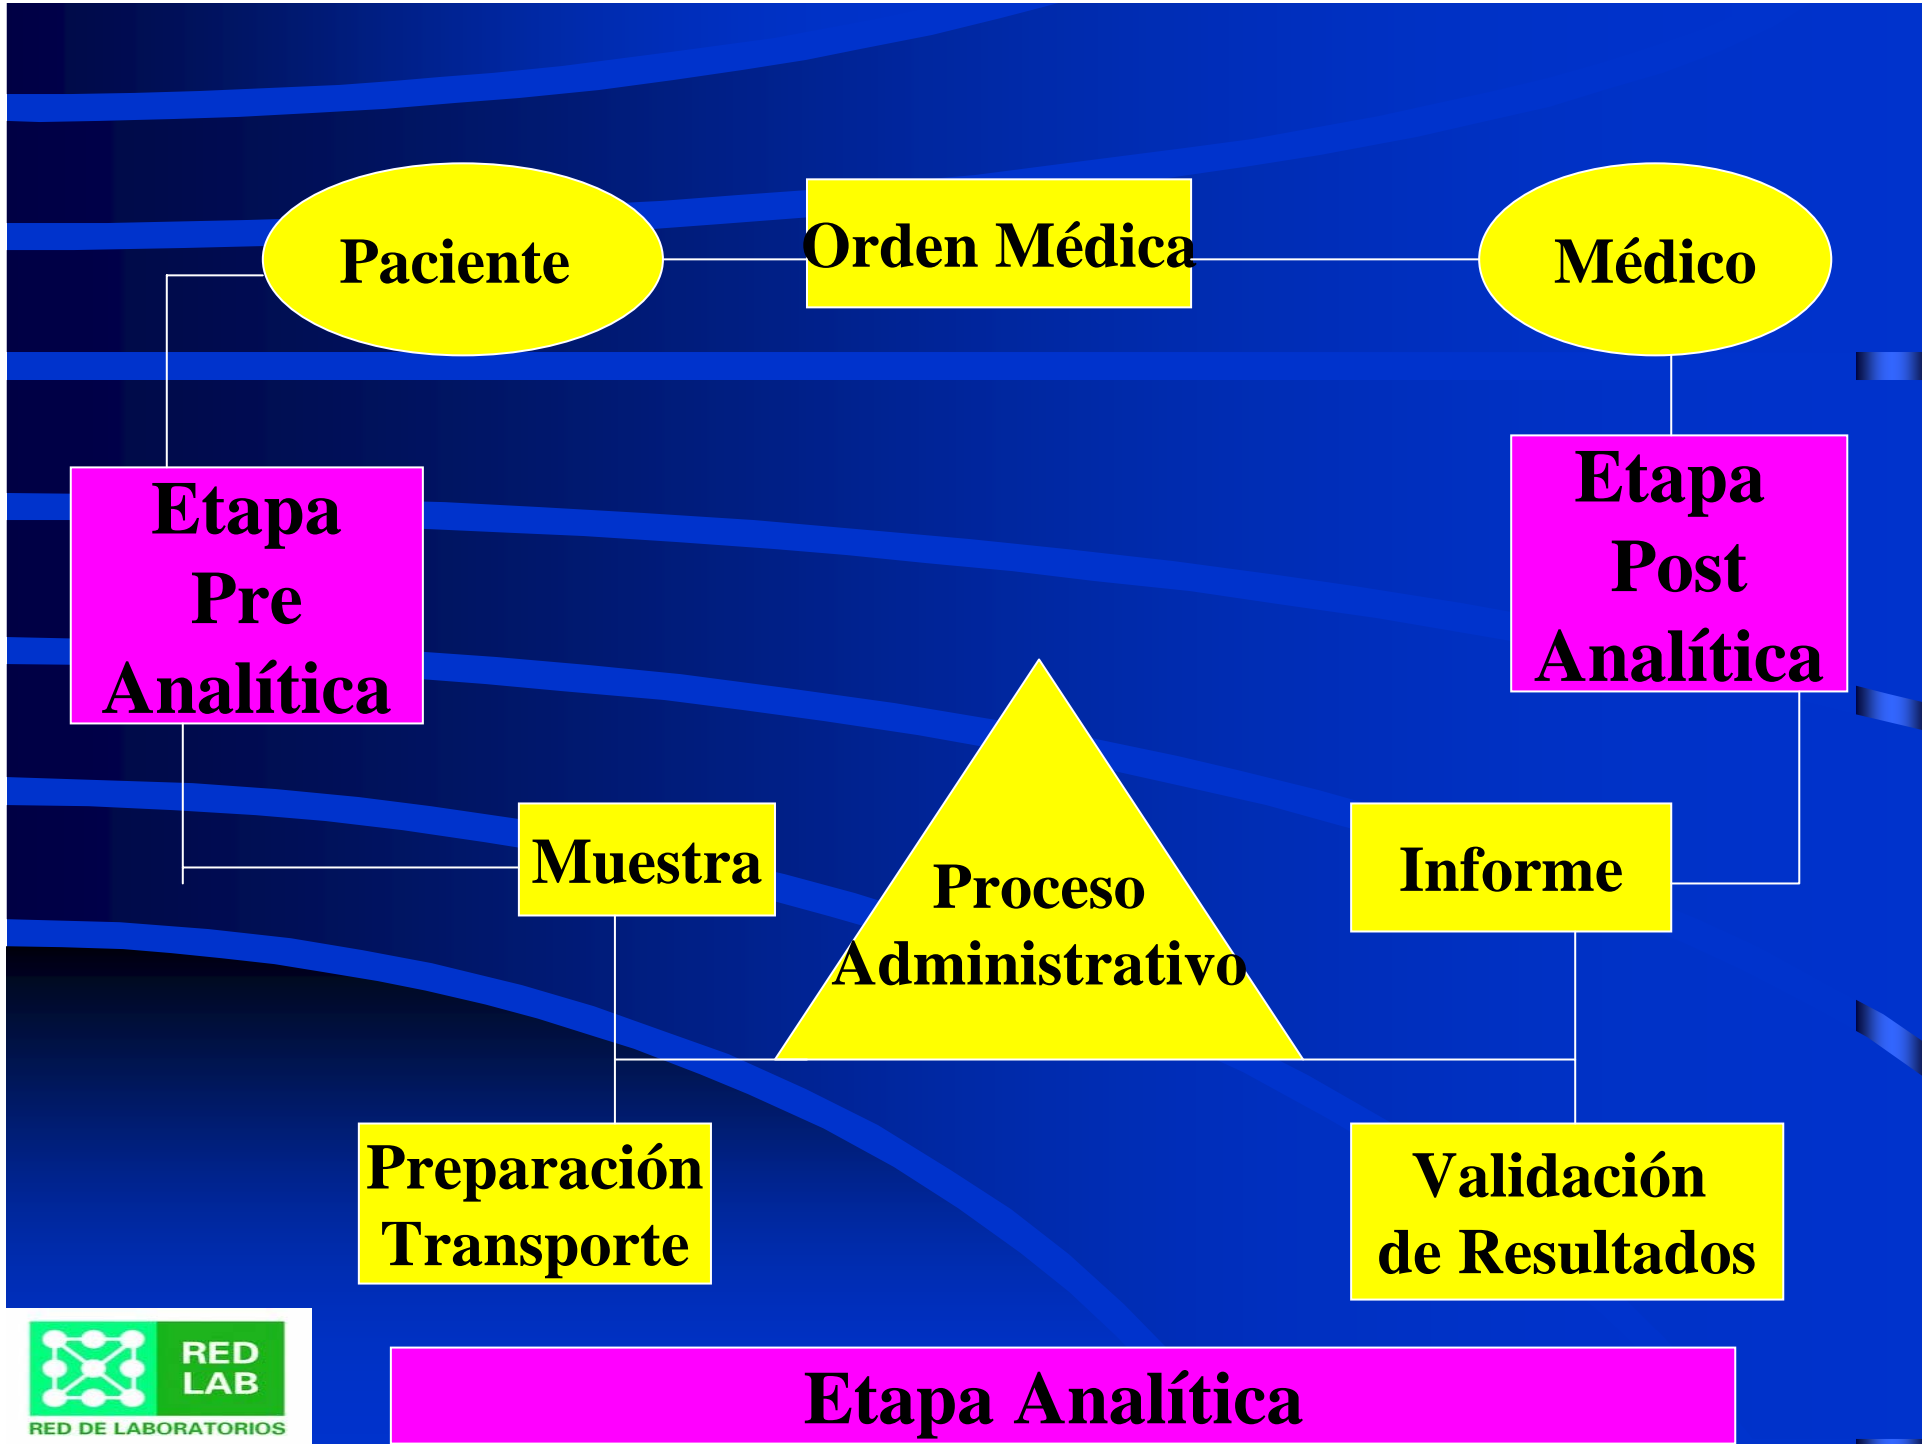 Paciente
Orden Médica
Médico
Etapa
Pre
Analítica
Etapa
Post
Analítica
Muestra
Proceso
Administrativo
Informe
Preparación
Transporte
Validación
de Resultados
RED
LAB
RED DE LABORATORIOS
Etapa Analítica